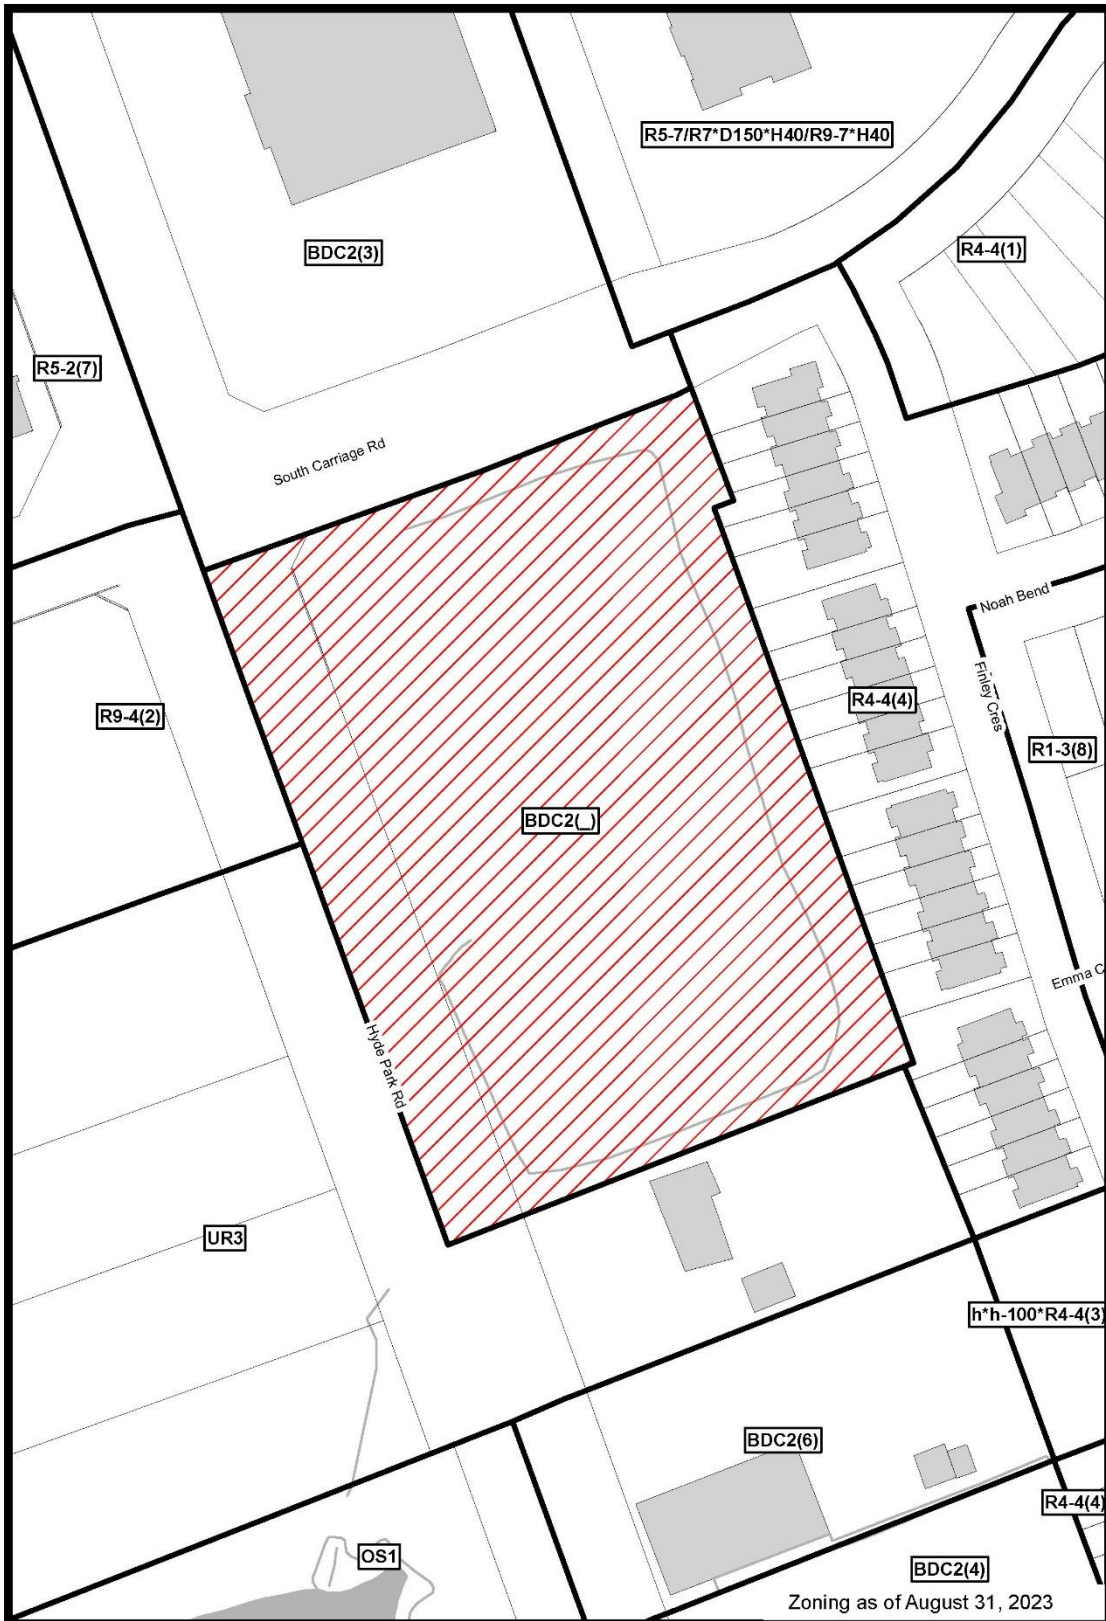 R5-7/R7*D150*H40/R9-7*H40
BDC2(3)
R4-4(1)
R5-2(7)
South Carriage Rd
Noah Bend
R9-4(2)
R4-4(4)
Finley Cres
R1-3(8)
BDC2(_)
Emma C
Hyde Park Rd
UR3
h*h-100*R4-4(3)
BDC2(6)
R4-4(4)
OS1
BDC2(4)
Zoning as of August 31, 2023